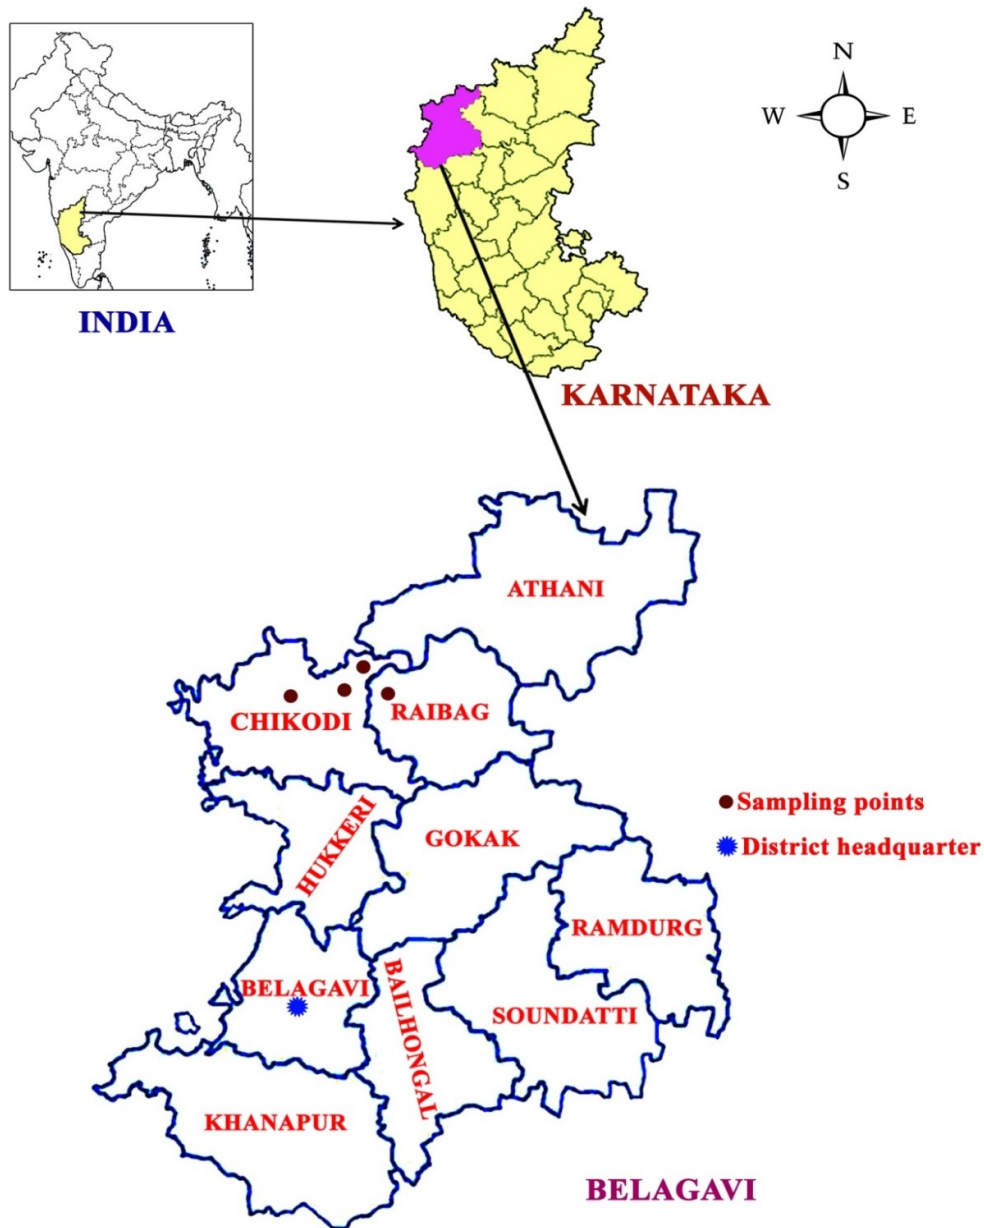 N
W E
S
INDIA
KARNATAKA
ATHANI
CHIKODI
RAIBAG
HUKKERI
GOKAK
Sampling points
District headquarter
RAMDURG
BELAGAVI
BAILHONGAL
SOUNDATTI
KHANAPUR
BELAGAVI